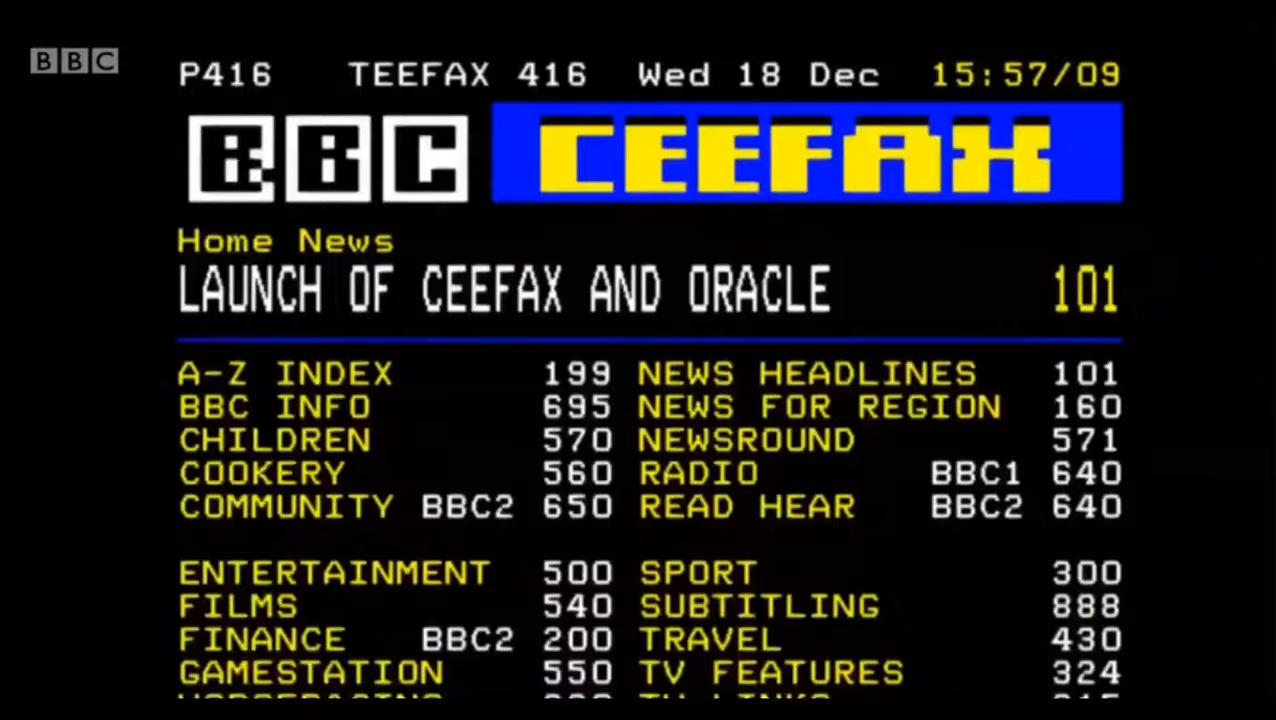 BBC
P416 TEEFAX 416 Wed 18 Dec 15:57/09
BBC CEEFAX
Home News
LAUNCH OF CEEFAX AND ORACLE 101
A-Z INDEX 199 NEWS HEADLINES 101
BBC INFO 695 NEWS FOR REGION 160
CHILDREN 570 NEWSROUND 571
COOKERY 560 RADIO BBC1 640
COMMUNITY BBC2 650 READ HEAR BBC2 640
ENTERTAINMENT 500 SPORT 300
FILMS 540 SUBTITLING 888
FINANCE BBC2 200 TRAVEL 430
GAMESTATION 550 TV FEATURES 324